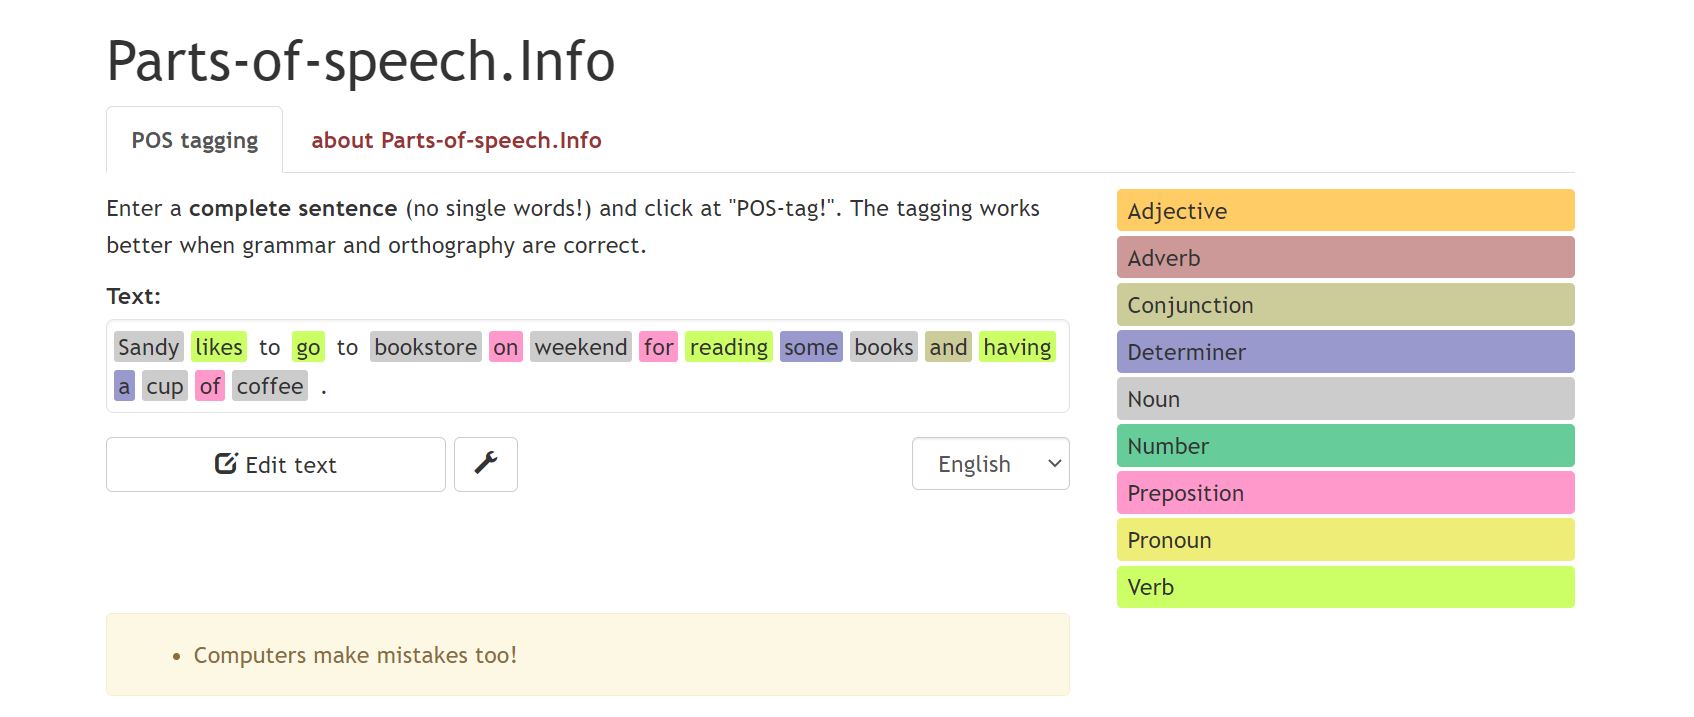 Parts-of-speech.Info
POS tagging
about Parts-of-speech.Info
Enter a complete sentence (no single words!) and click at "POS-tag!". The tagging works
better when grammar and orthography are correct.
Text:
Sandy likes to go to bookstore on weekend for reading some books and having
a cup of coffee .
Edit text
English
Computers make mistakes too!
Adjective
Adverb
Conjunction
Determiner
Noun
Number
Preposition
Pronoun
Verb